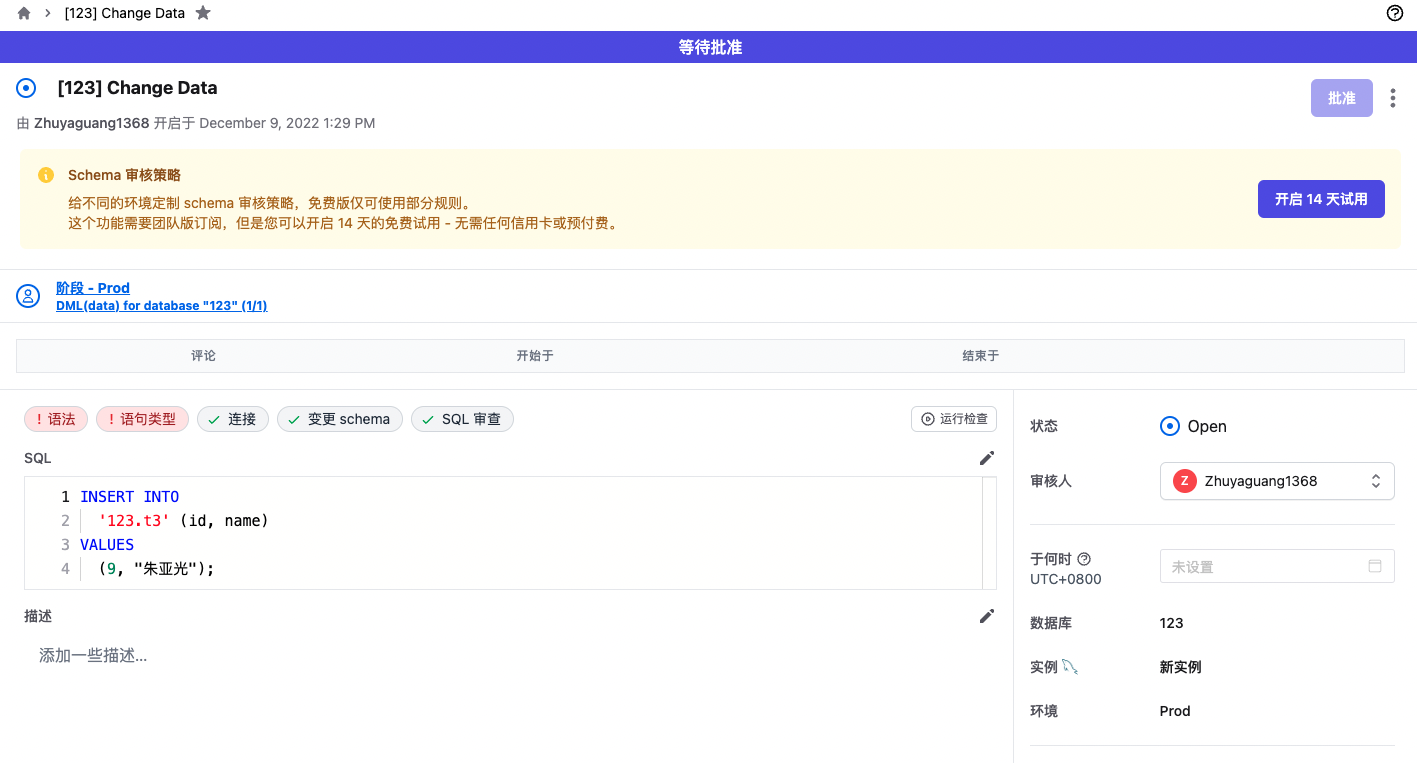 [123] Change Data
等待批准
[123] Change Data
批准
由 Zhuyaguang1368 开启于 December 9, 2022 1:29 PM
Schema 审核策略
给不同的环境定制 schema 审核策略，免费版仅可使用部分规则。
这个功能需要团队版订阅，但是您可以开启 14 天的免费试用 - 无需任何信用卡或预付费。
开启 14 天试用
阶段 - Prod
DML(data) for database "123" (1/1)
评论 开始于 结束于
! 语法 ! 语句类型 连接 变更 schema SQL 审查 运行检查
SQL
1 INSERT INTO
2 '123.t3' (id, name)
3 VALUES
4 (9, "朱亚光");
描述
添加一些描述...
状态 Open
审核人 Z Zhuyaguang1368
于何时 未设置
UTC+0800
数据库 123
实例 新实例
环境 Prod